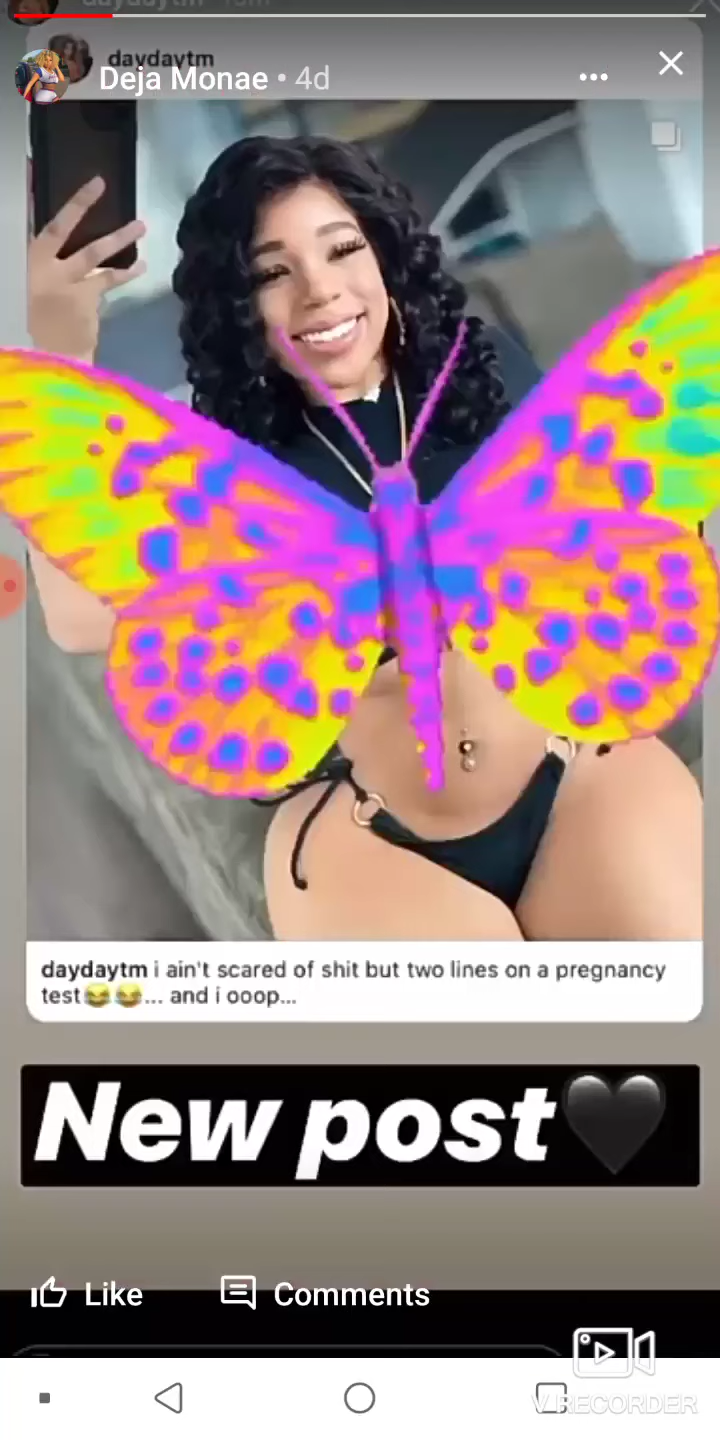 daydaytm
Deja Monae • 4d
daydaytm i ain't scared of shit but two lines on a pregnancy
test😂😂... and i ooop...
New post🖤
Like
Comments
V RECORDER